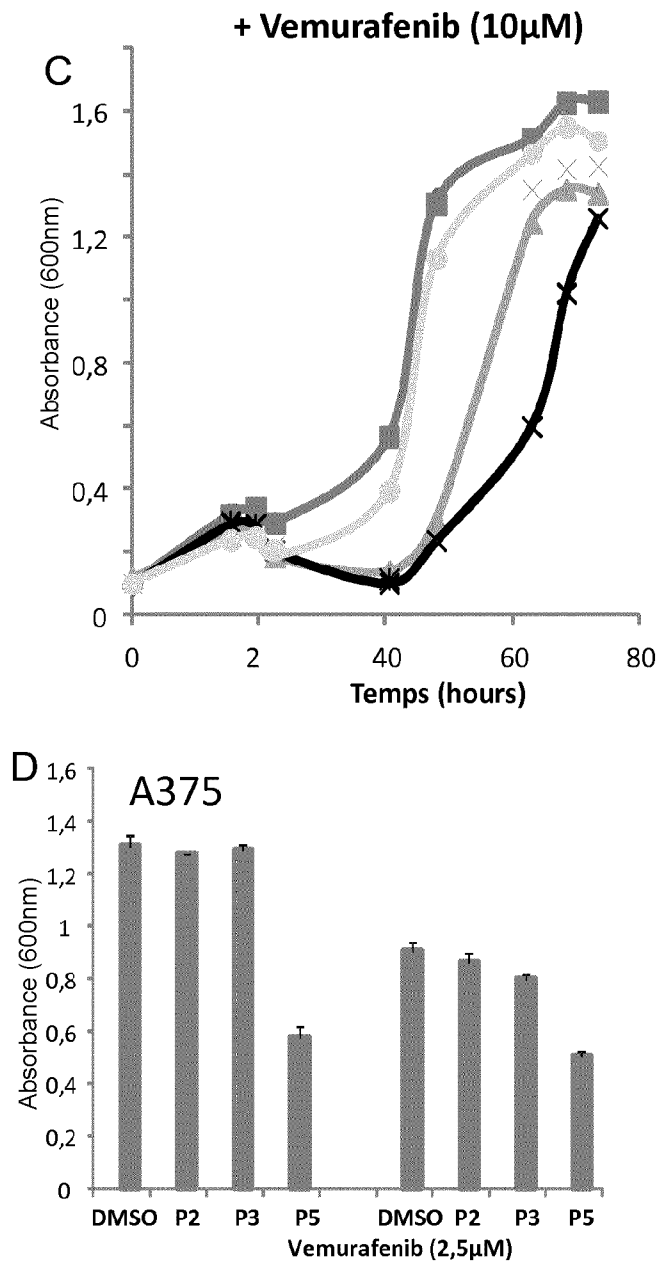 + Vemurafenib (10µM)
C
1,6
1,2
0,8
0,4
0
Absorbance (600nm)
0 2 40 60 80
Temps (hours)
D
A375
1,6
1,4
1,2
1
0,8
0,6
0,4
0,2
0
Absorbance (600nm)
DMSO P2 P3 P5 DMSO P2 P3 P5
Vemurafenib (2,5µM)